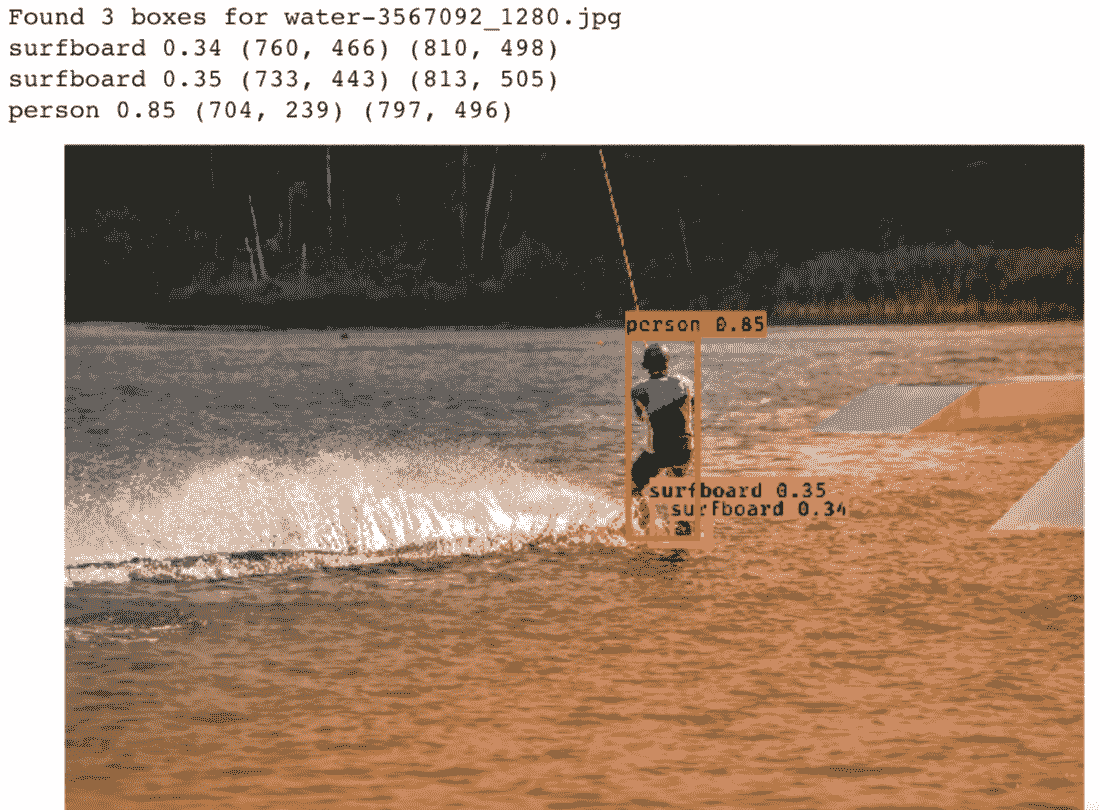 Found 3 boxes for water-3567092_1280.jpg
surfboard 0.34 (760, 466) (810, 498)
surfboard 0.35 (733, 443) (813, 505)
person 0.85 (704, 239) (797, 496)
person 0.85
surfboard 0.35
surfboard 0.34